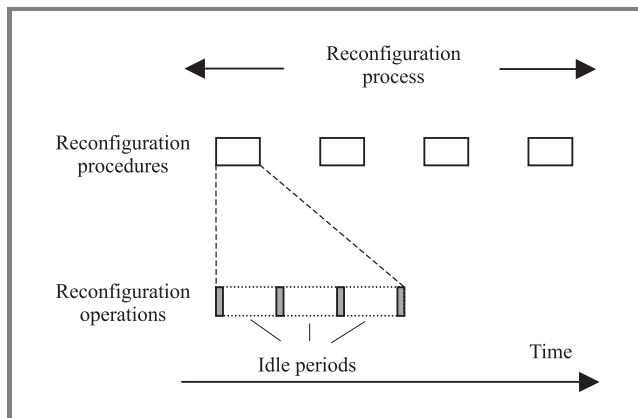 Reconfiguration
process
Reconfiguration
procedures
Reconfiguration
operations
Idle periods
Time